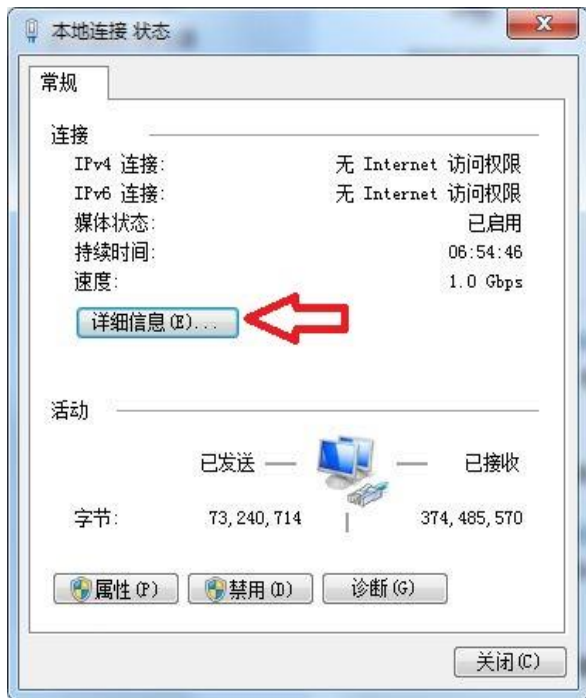 本地连接 状态
常规
连接
IPv4 连接: 无 Internet 访问权限
IPv6 连接: 无 Internet 访问权限
媒体状态: 已启用
持续时间: 06:54:46
速度: 1.0 Gbps
详细信息(E)...
活动
已发送 — — 已接收
字节: 73,240,714 | 374,485,570
属性(P) 禁用(D) 诊断(G)
关闭(C)